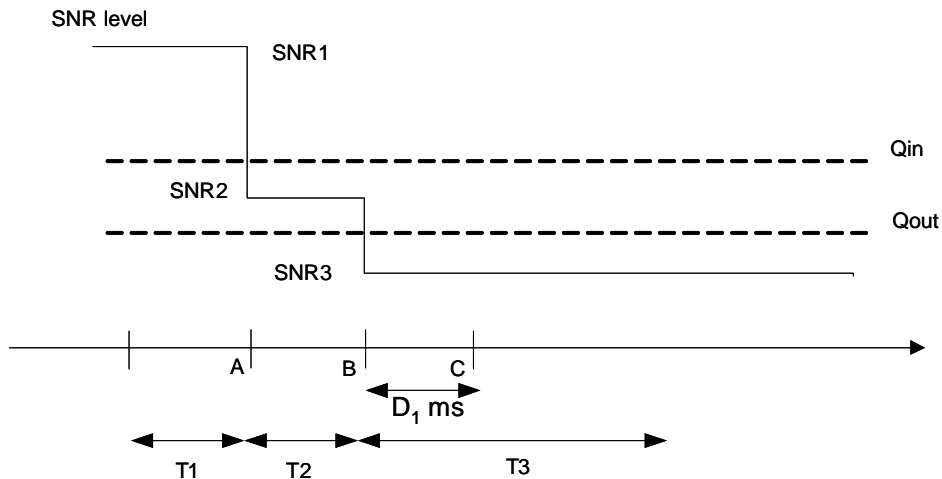 SNR level
SNR1
Qin
SNR2
Qout
SNR3
A
B
C
D₁ ms
T1
T2
T3